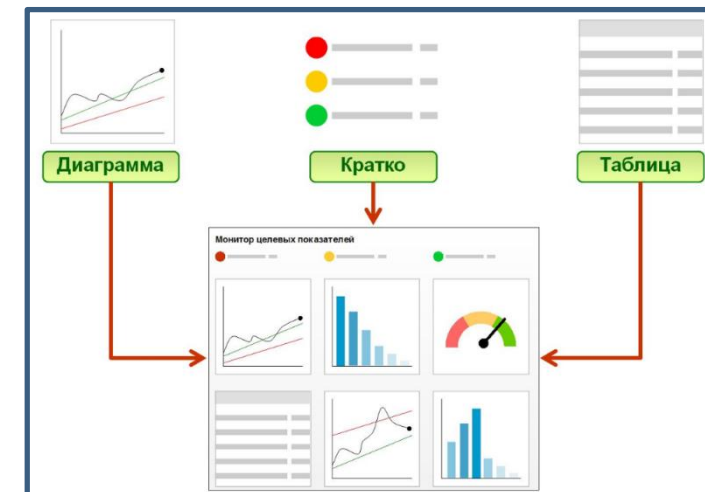 Диаграмма
Кратко
Таблица
Монитор целевых показателей